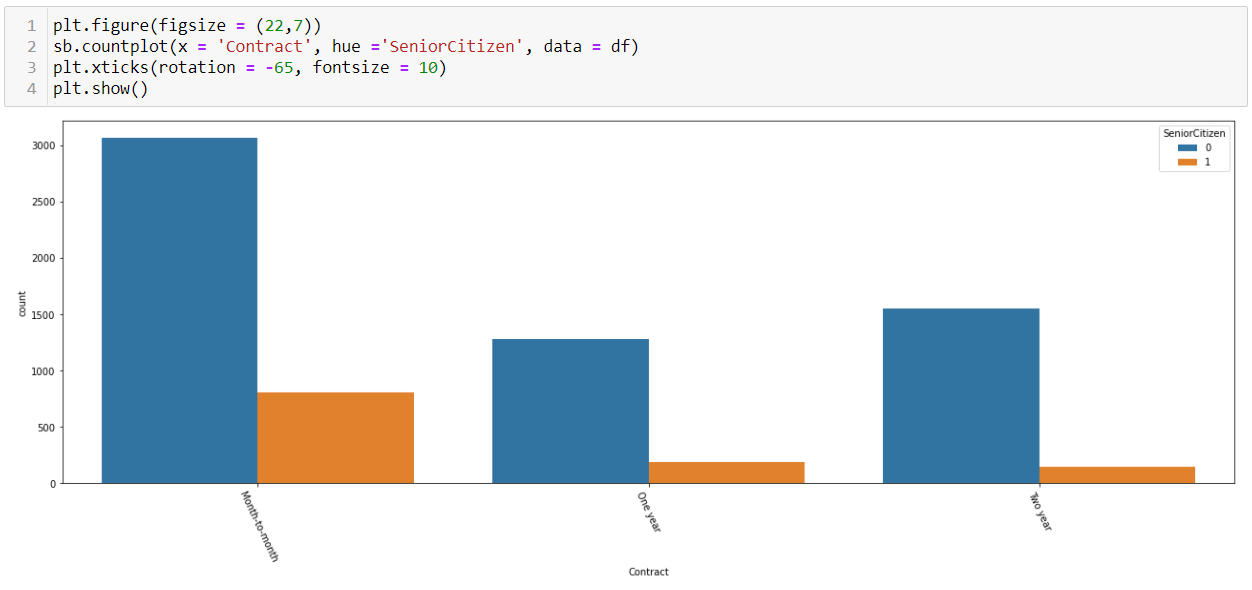 1 plt.figure(figsize = (22,7))
2 sb.countplot(x = 'Contract', hue ='SeniorCitizen', data = df)
3 plt.xticks(rotation = -65, fontsize = 10)
4 plt.show()
SeniorCitizen
0
1
3000
2500
2000
1500
1000
500
0
count
Month-to-month
One year
Two year
Contract